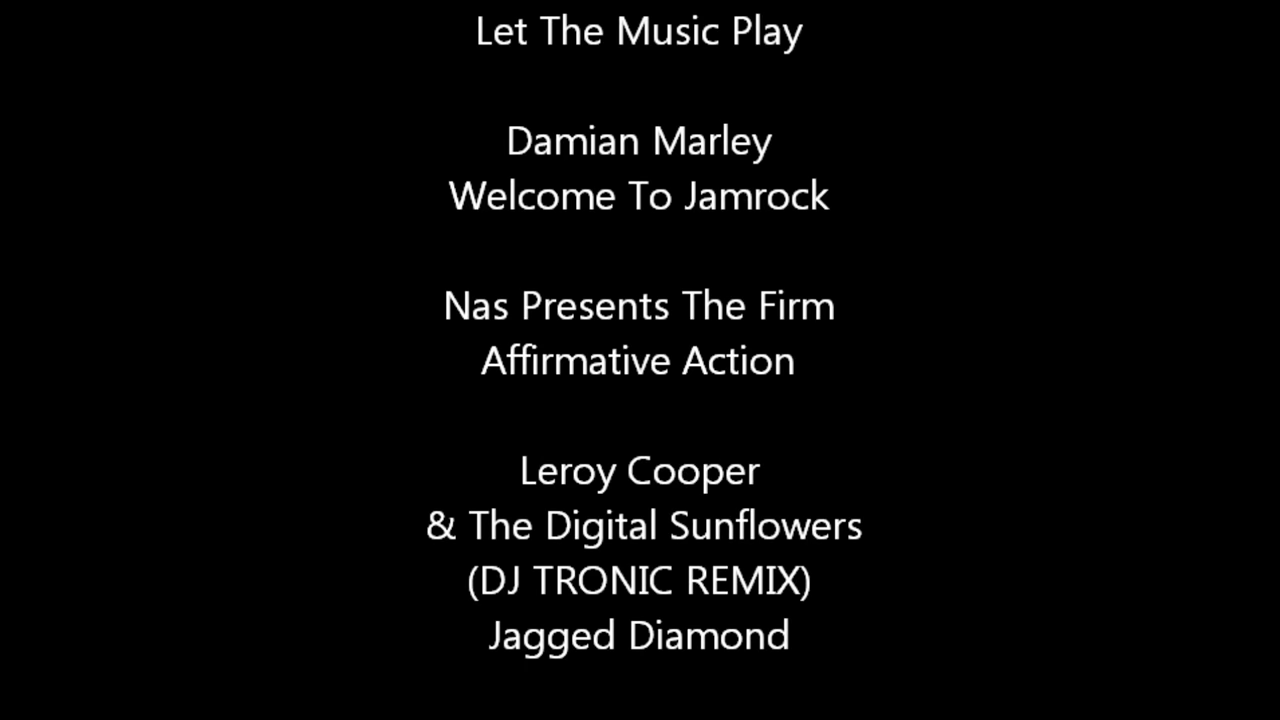 Let The Music Play
Damian Marley
Welcome To Jamrock
Nas Presents The Firm
Affirmative Action
Leroy Cooper
& The Digital Sunflowers
(DJ TRONIC REMIX)
Jagged Diamond